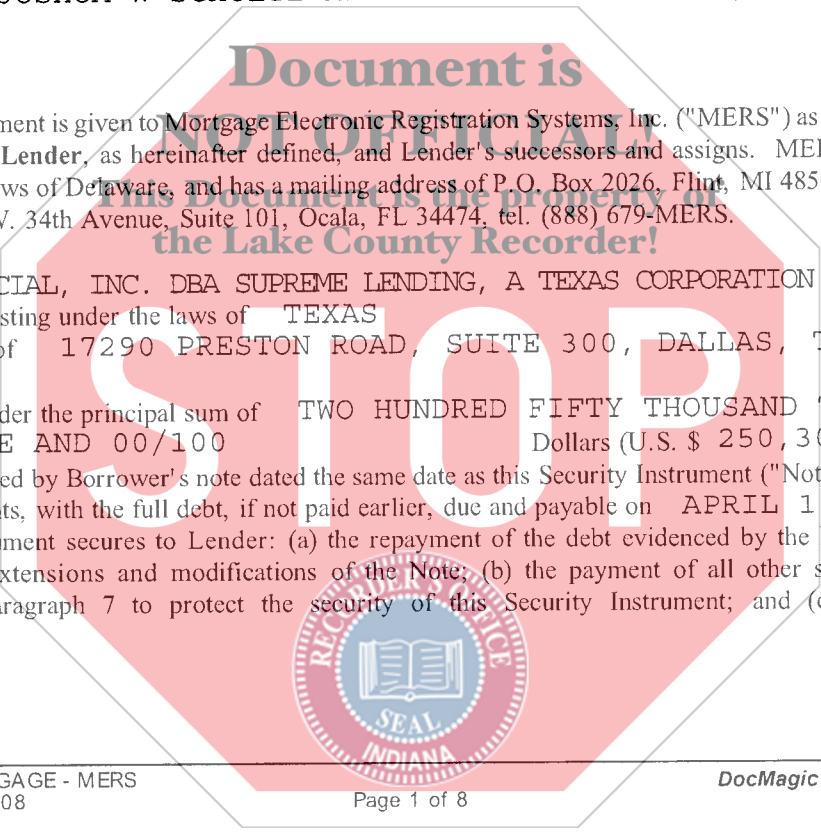 Document is
NOT OFFICIAL!
This Document is the property of
the Lake County Recorder!
ment is given to Mortgage Electronic Registration Systems, Inc. ("MERS") as
Lender, as hereinafter defined, and Lender's successors and assigns. MER
ws of Delaware, and has a mailing address of P.O. Box 2026, Flint, MI 485
V. 34th Avenue, Suite 101, Ocala, FL 34474, tel. (888) 679-MERS.
CIAL, INC. DBA SUPREME LENDING, A TEXAS CORPORATION
sting under the laws of TEXAS
of 17290 PRESTON ROAD, SUITE 300, DALLAS, T
der the principal sum of TWO HUNDRED FIFTY THOUSAND
E AND 00/100 Dollars (U.S. $ 250,30
ed by Borrower's note dated the same date as this Security Instrument ("Not
ts, with the full debt, if not paid earlier, due and payable on APRIL 1
ument secures to Lender: (a) the repayment of the debt evidenced by the
xtensions and modifications of the Note; (b) the payment of all other s
aragraph 7 to protect the security of this Security Instrument; and (c
STOP
RECORDER'S OFFICE
SEAL
INDIANA
GAGE - MERS DocMagic
08 Page 1 of 8